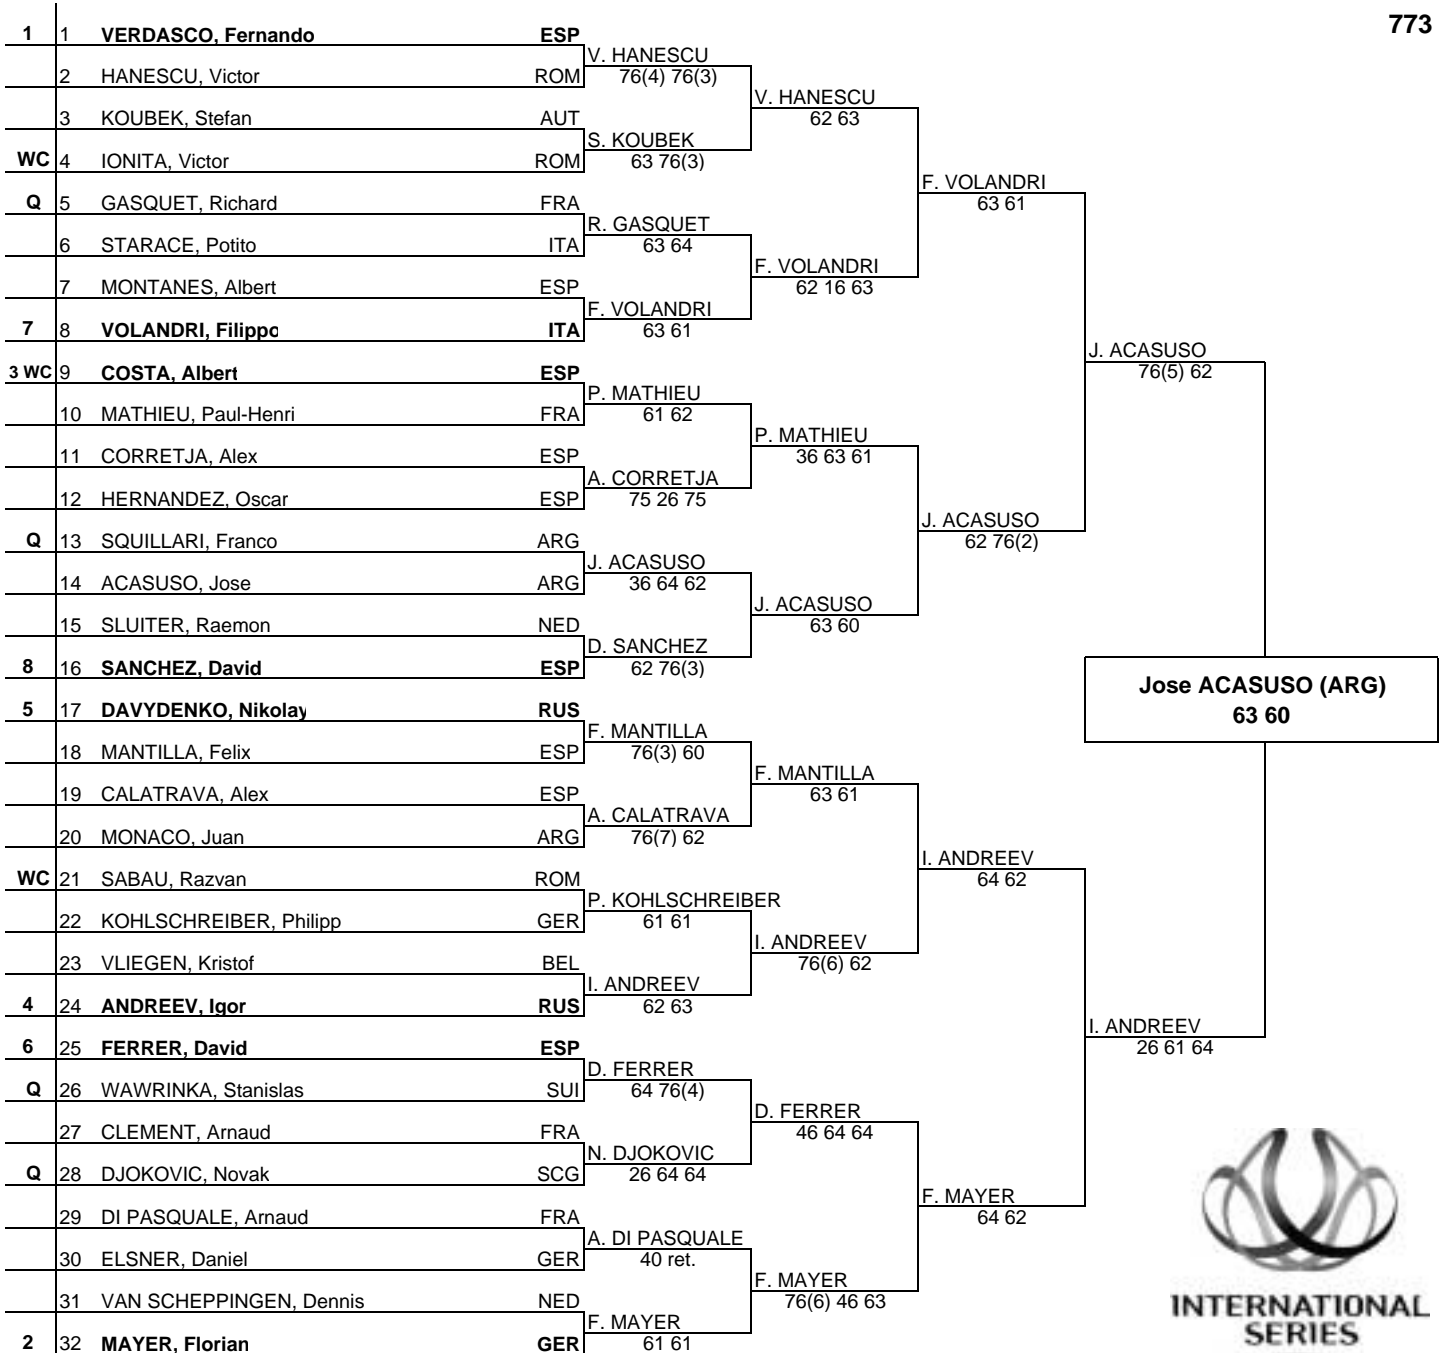 773
1 1 VERDASCO, Fernando ESP
2 HANESCU, Victor ROM
3 KOUBEK, Stefan AUT
WC 4 IONITA, Victor ROM
Q 5 GASQUET, Richard FRA
6 STARACE, Potito ITA
7 MONTANES, Albert ESP
7 8 VOLANDRI, Filippo ITA
3 WC 9 COSTA, Albert ESP
10 MATHIEU, Paul-Henri FRA
11 CORRETJA, Alex ESP
12 HERNANDEZ, Oscar ESP
Q 13 SQUILLARI, Franco ARG
14 ACASUSO, Jose ARG
15 SLUITER, Raemon NED
8 16 SANCHEZ, David ESP
5 17 DAVYDENKO, Nikolay RUS
18 MANTILLA, Felix ESP
19 CALATRAVA, Alex ESP
20 MONACO, Juan ARG
WC 21 SABAU, Razvan ROM
22 KOHLSCHREIBER, Philipp GER
23 VLIEGEN, Kristof BEL
4 24 ANDREEV, Igor RUS
6 25 FERRER, David ESP
Q 26 WAWRINKA, Stanislas SUI
27 CLEMENT, Arnaud FRA
Q 28 DJOKOVIC, Novak SCG
29 DI PASQUALE, Arnaud FRA
30 ELSNER, Daniel GER
31 VAN SCHEPPINGEN, Dennis NED
2 32 MAYER, Florian GER
V. HANESCU
76(4) 76(3)
S. KOUBEK
63 76(3)
R. GASQUET
63 64
F. VOLANDRI
63 61
P. MATHIEU
61 62
A. CORRETJA
75 26 75
J. ACASUSO
36 64 62
D. SANCHEZ
62 76(3)
F. MANTILLA
76(3) 60
A. CALATRAVA
76(7) 62
P. KOHLSCHREIBER
61 61
I. ANDREEV
62 63
D. FERRER
64 76(4)
N. DJOKOVIC
26 64 64
A. DI PASQUALE
40 ret.
F. MAYER
61 61
V. HANESCU
62 63
F. VOLANDRI
62 16 63
P. MATHIEU
36 63 61
J. ACASUSO
63 60
F. MANTILLA
63 61
I. ANDREEV
76(6) 62
D. FERRER
46 64 64
F. MAYER
76(6) 46 63
F. VOLANDRI
63 61
J. ACASUSO
62 76(2)
I. ANDREEV
64 62
F. MAYER
64 62
J. ACASUSO
76(5) 62
I. ANDREEV
26 61 64
Jose ACASUSO (ARG)
63 60
INTERNATIONAL
SERIES